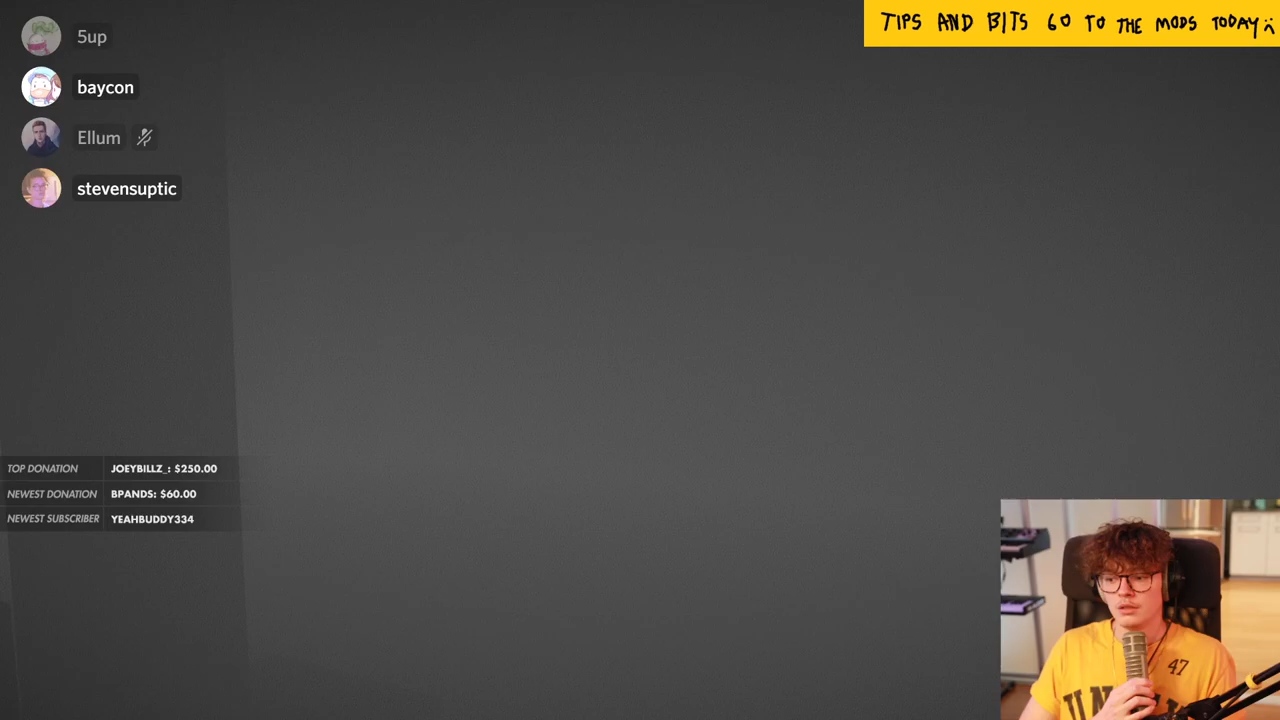 TIPS AND BITS GO TO THE MODS TODAY :(
5up
baycon
Ellum
stevensuptic
TOP DONATION JOEYBILLZ_: $250.00
NEWEST DONATION BPANDS: $60.00
NEWEST SUBSCRIBER YEAHBUDDY334
47